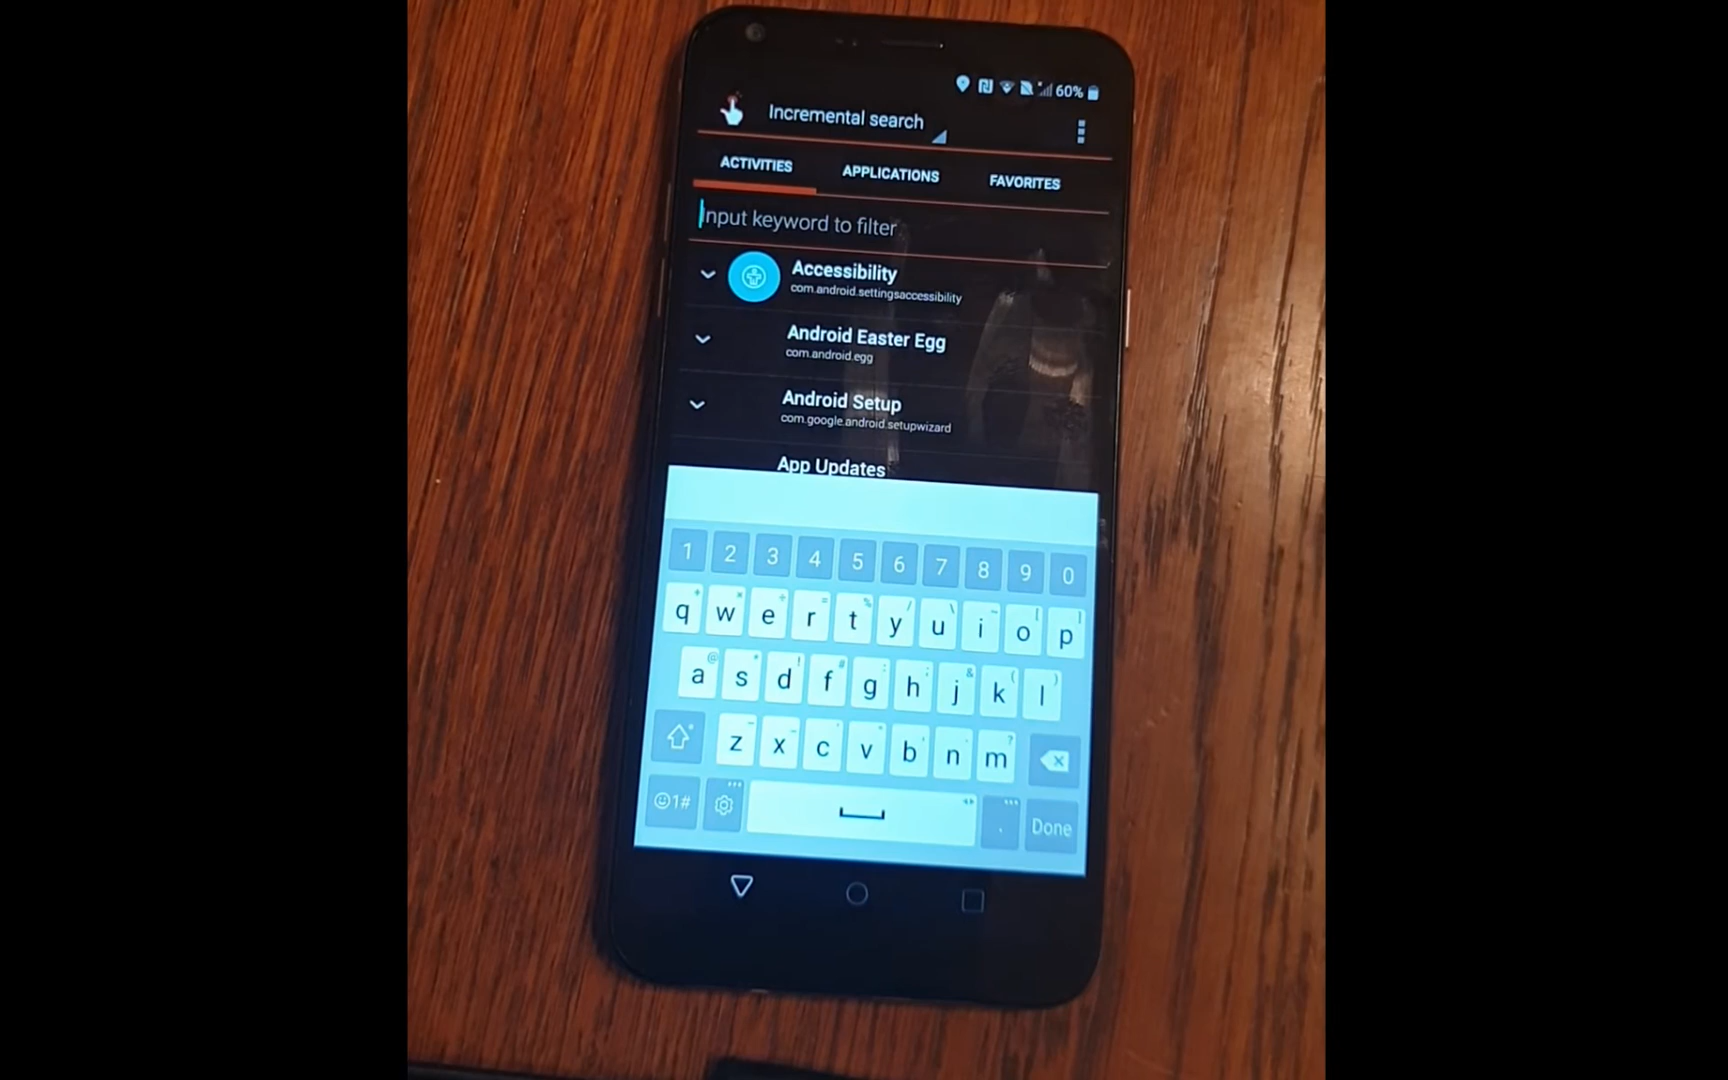 60%
Incremental search
ACTIVITIES APPLICATIONS FAVORITES
Input keyword to filter
Accessibility
com.android.settingsaccessibility
Android Easter Egg
com.android.egg
Android Setup
com.google.android.setupwizard
App Updates
1 2 3 4 5 6 7 8 9 0
q w e r t y u i o p
a s d f g h j k l
z x c v b n m
1# . Done